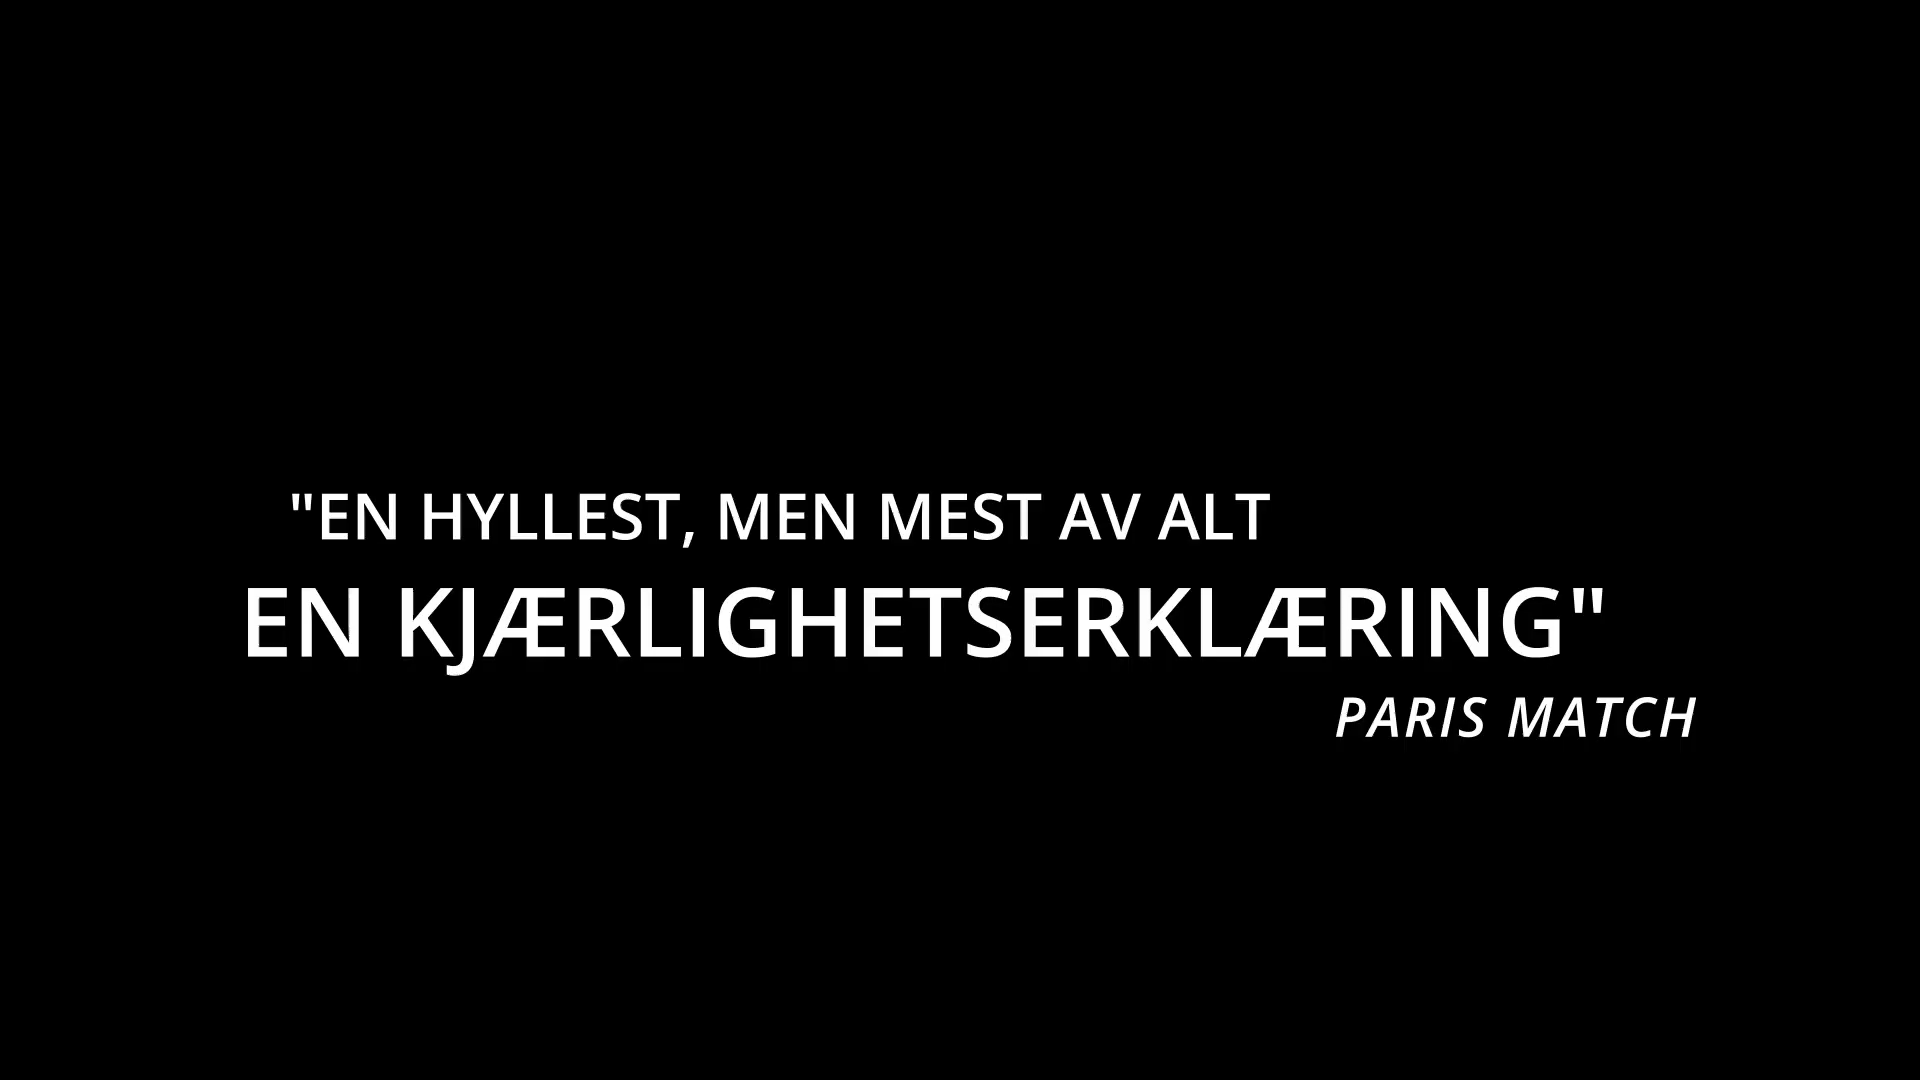 "EN HYLLEST, MEN MEST AV ALT
EN KJÆRLIGHETSERKLÆRING"
PARIS MATCH